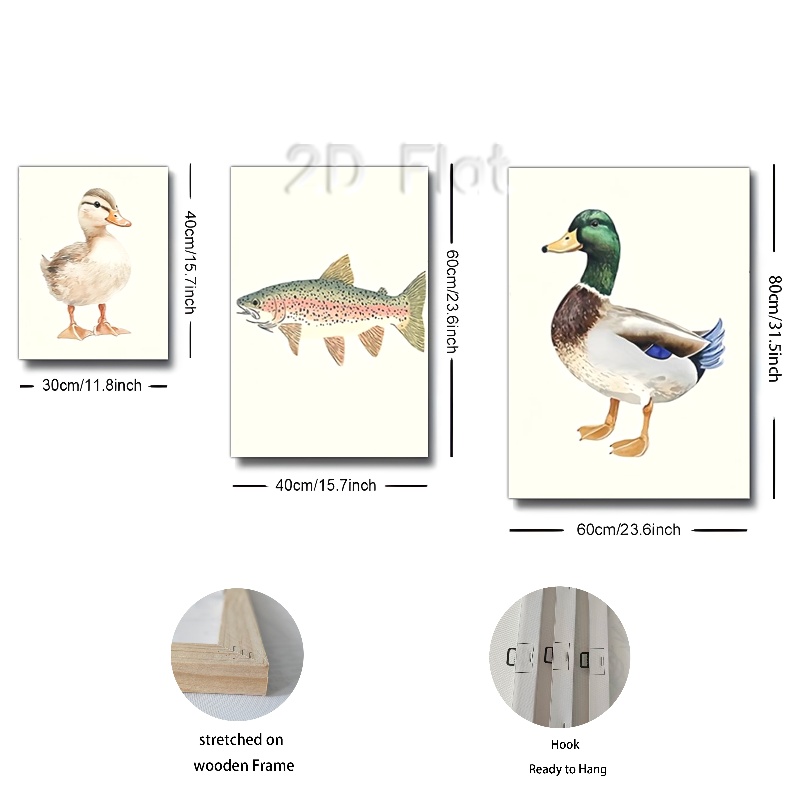 2D Flat
40cm/15.7inch
60cm/23.6inch
80cm/31.5inch
30cm/11.8inch
40cm/15.7inch
60cm/23.6inch
stretched on
wooden Frame
Hook
Ready to Hang